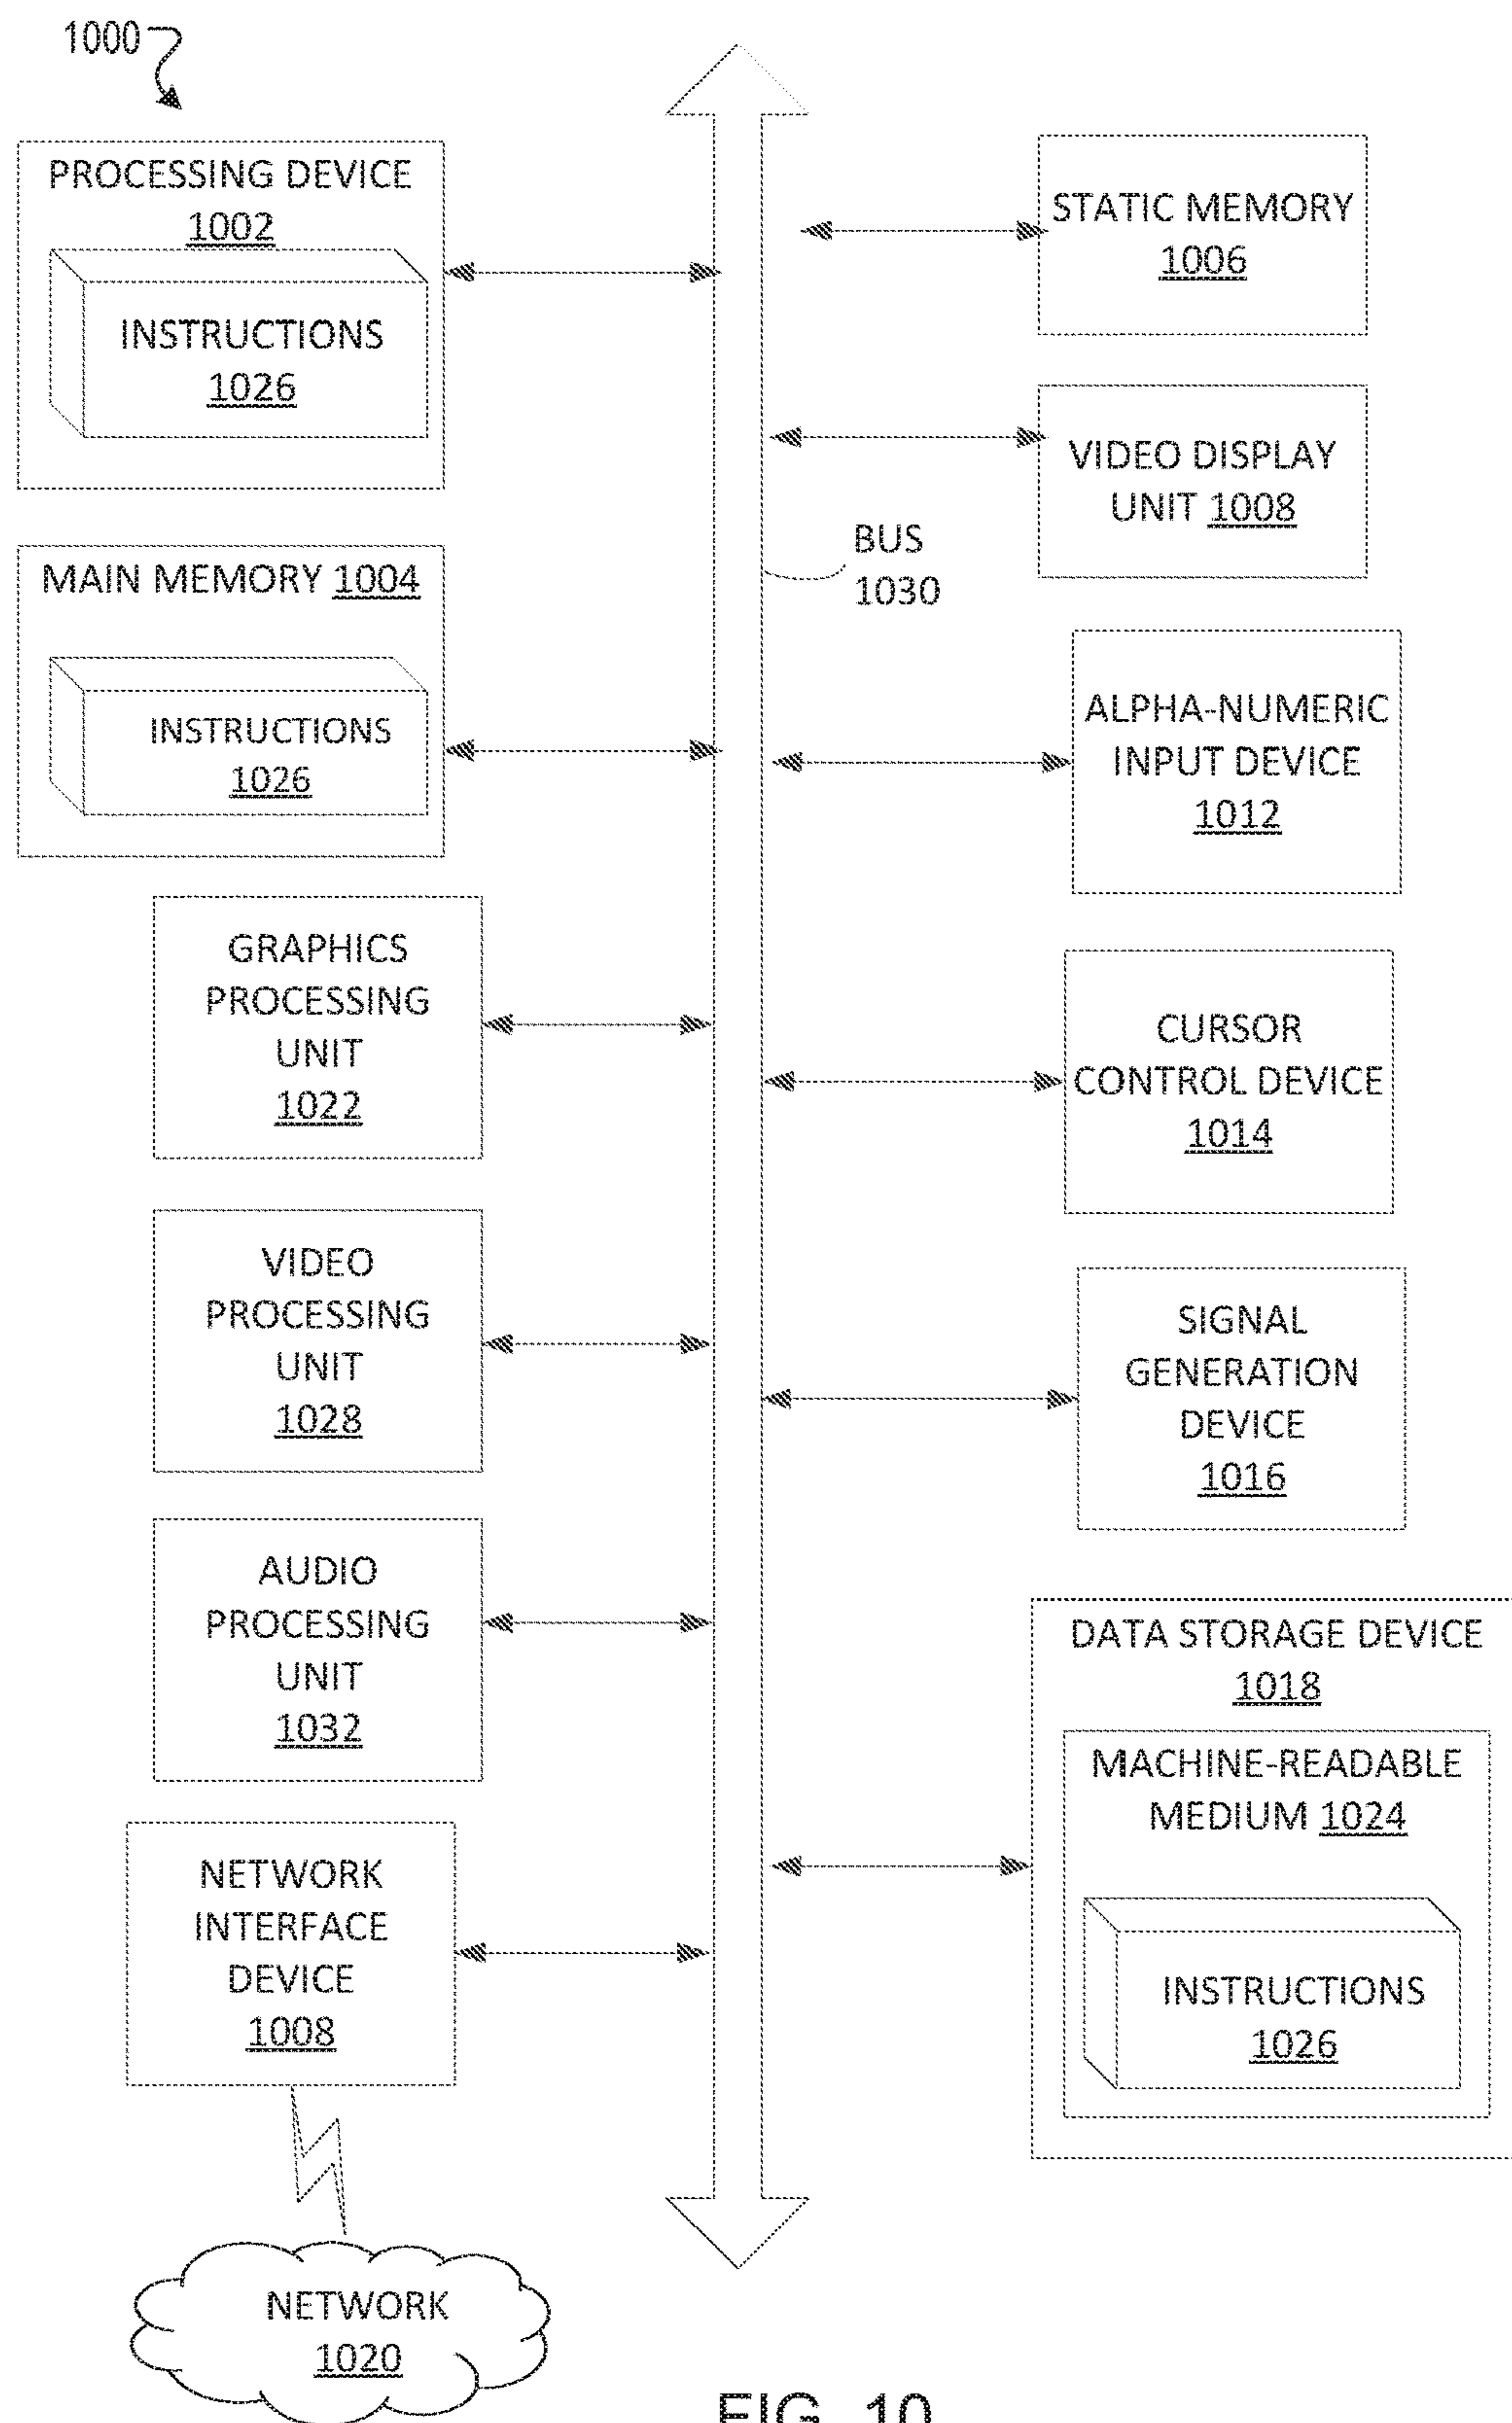 1000
PROCESSING DEVICE
1002
INSTRUCTIONS
1026
MAIN MEMORY 1004
INSTRUCTIONS
1026
GRAPHICS
PROCESSING
UNIT
1022
VIDEO
PROCESSING
UNIT
1028
AUDIO
PROCESSING
UNIT
1032
NETWORK
INTERFACE
DEVICE
1008
NETWORK
1020
BUS
1030
STATIC MEMORY
1006
VIDEO DISPLAY
UNIT 1008
ALPHA-NUMERIC
INPUT DEVICE
1012
CURSOR
CONTROL DEVICE
1014
SIGNAL
GENERATION
DEVICE
1016
DATA STORAGE DEVICE
1018
MACHINE-READABLE
MEDIUM 1024
INSTRUCTIONS
1026
FIG. 10